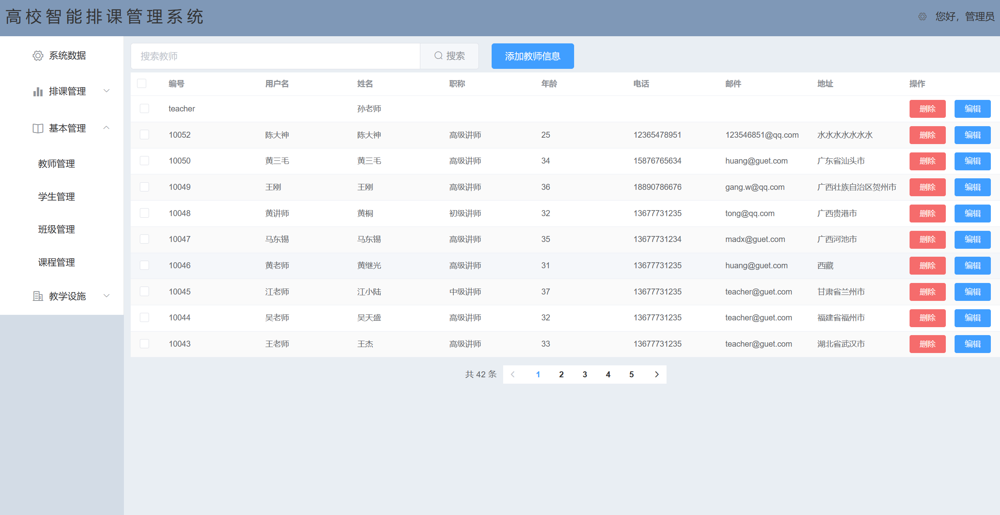 高校智能排课管理系统
您好，管理员
系统数据
排课管理
基本管理
教师管理
学生管理
班级管理
课程管理
教学设施
搜索教师 搜索 添加教师信息
编号 用户名 姓名 职称 年龄 电话 邮件 地址 操作
teacher 孙老师 删除 编辑
10052 陈大神 陈大神 高级讲师 25 12365478951 123546851@qq.com 水水水水水水水 删除 编辑
10050 黄三毛 黄三毛 高级讲师 34 15876765634 huang@guet.com 广东省汕头市 删除 编辑
10049 王刚 王刚 高级讲师 36 18890786676 gang.w@qq.com 广西壮族自治区贺州市 删除 编辑
10048 黄讲师 黄桐 初级讲师 32 13677731235 tong@qq.com 广西贵港市 删除 编辑
10047 马东锡 马东锡 高级讲师 35 13677731234 madx@guet.com 广西河池市 删除 编辑
10046 黄老师 黄继光 高级讲师 31 13677731235 huang@guet.com 西藏 删除 编辑
10045 江老师 江小陆 中级讲师 37 13677731235 teacher@guet.com 甘肃省兰州市 删除 编辑
10044 吴老师 吴天盛 高级讲师 32 13677731235 teacher@guet.com 福建省福州市 删除 编辑
10043 王老师 王杰 高级讲师 33 13677731235 teacher@guet.com 湖北省武汉市 删除 编辑
共 42 条 1 2 3 4 5